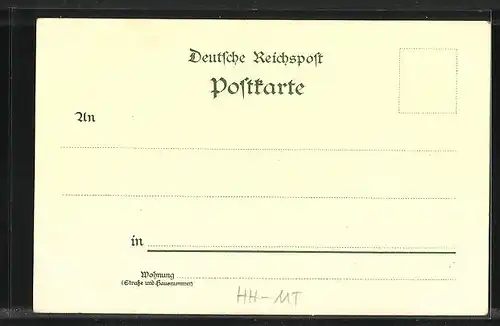 Deutsche Reichspost
Postkarte
An
in
Wohnung
(Straße und Hausnummer)
HH-MT